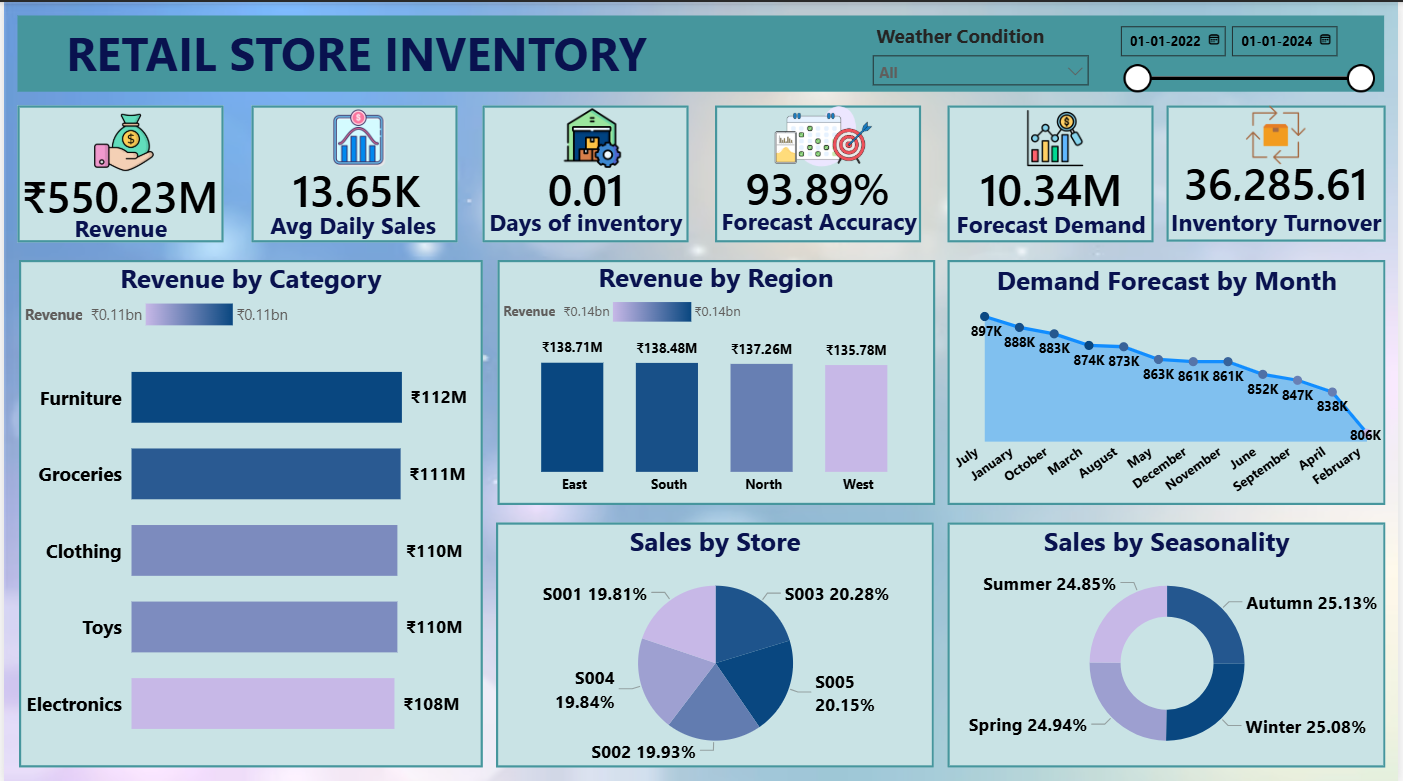 RETAIL STORE INVENTORY
Weather Condition
All
01-01-2022
01-01-2024
₹550.23M
Revenue
13.65K
Avg Daily Sales
0.01
Days of inventory
93.89%
Forecast Accuracy
10.34M
Forecast Demand
36,285.61
Inventory Turnover
Revenue by Category
Revenue ₹0.11bn ₹0.11bn
Furniture ₹112M
Groceries ₹111M
Clothing ₹110M
Toys ₹110M
Electronics ₹108M
Revenue by Region
Revenue ₹0.14bn ₹0.14bn
₹138.71M ₹138.48M ₹137.26M ₹135.78M
East South North West
Demand Forecast by Month
897K 888K 883K 874K 873K 863K 861K 861K 852K 847K 838K 806K
July January October March August May December November June September April February
Sales by Store
S001 19.81%
S003 20.28%
S004
19.84%
S005
20.15%
S002 19.93%
Sales by Seasonality
Summer 24.85%
Autumn 25.13%
Spring 24.94%
Winter 25.08%